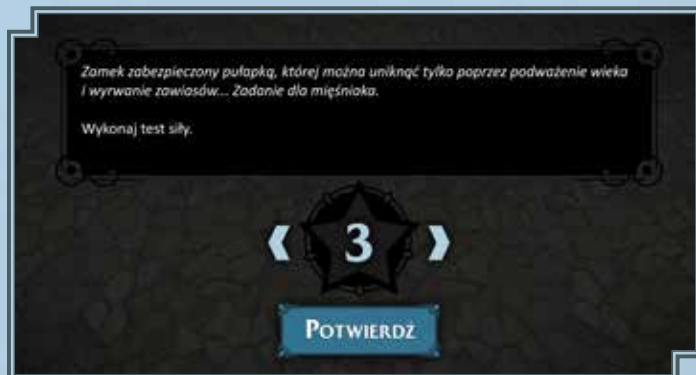 Zamek zabezpieczony pułapką, której można uniknąć tylko poprzez podważenie wieka
i wyrwanie zawiasów... Zadanie dla mięśniaka.
Wykonaj test siły.
3
Potwierdź